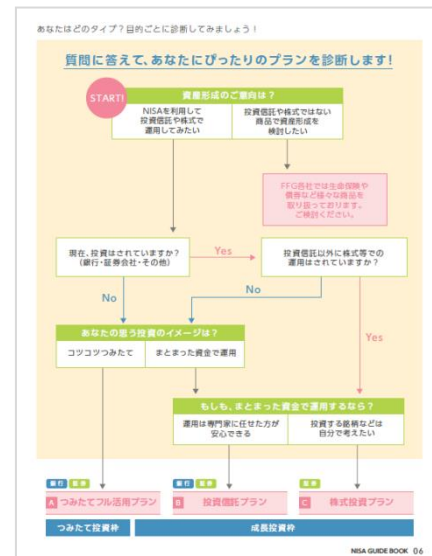 あなたはどのタイプ？目的ごとに診断してみましょう！
質問に答えて、あなたにぴったりのプランを診断します！
START!
資産形成のご意向は？
NISAを利用して
投資信託や株式で
運用してみたい
投資信託や株式ではない
商品で資産形成を
検討したい
FFG各社では生命保険や
債券など様々な商品を
取り扱っております。
ご検討ください。
現在、投資はされていますか？
（銀行・証券会社・その他）
Yes
投資信託以外に株式等での
運用はされていますか？
No
No
Yes
あなたの思う投資のイメージは？
コツコツつみたて
まとまった資金で運用
もしも、まとまった資金で運用するなら？
運用は専門家に任せた方が
安心できる
投資する銘柄などは
自分で考えたい
銀行 証券
A つみたてフル活用プラン
銀行 証券
B 投資信託プラン
証券
C 株式投資プラン
つみたて投資枠
成長投資枠
NISA GUIDE BOOK 06